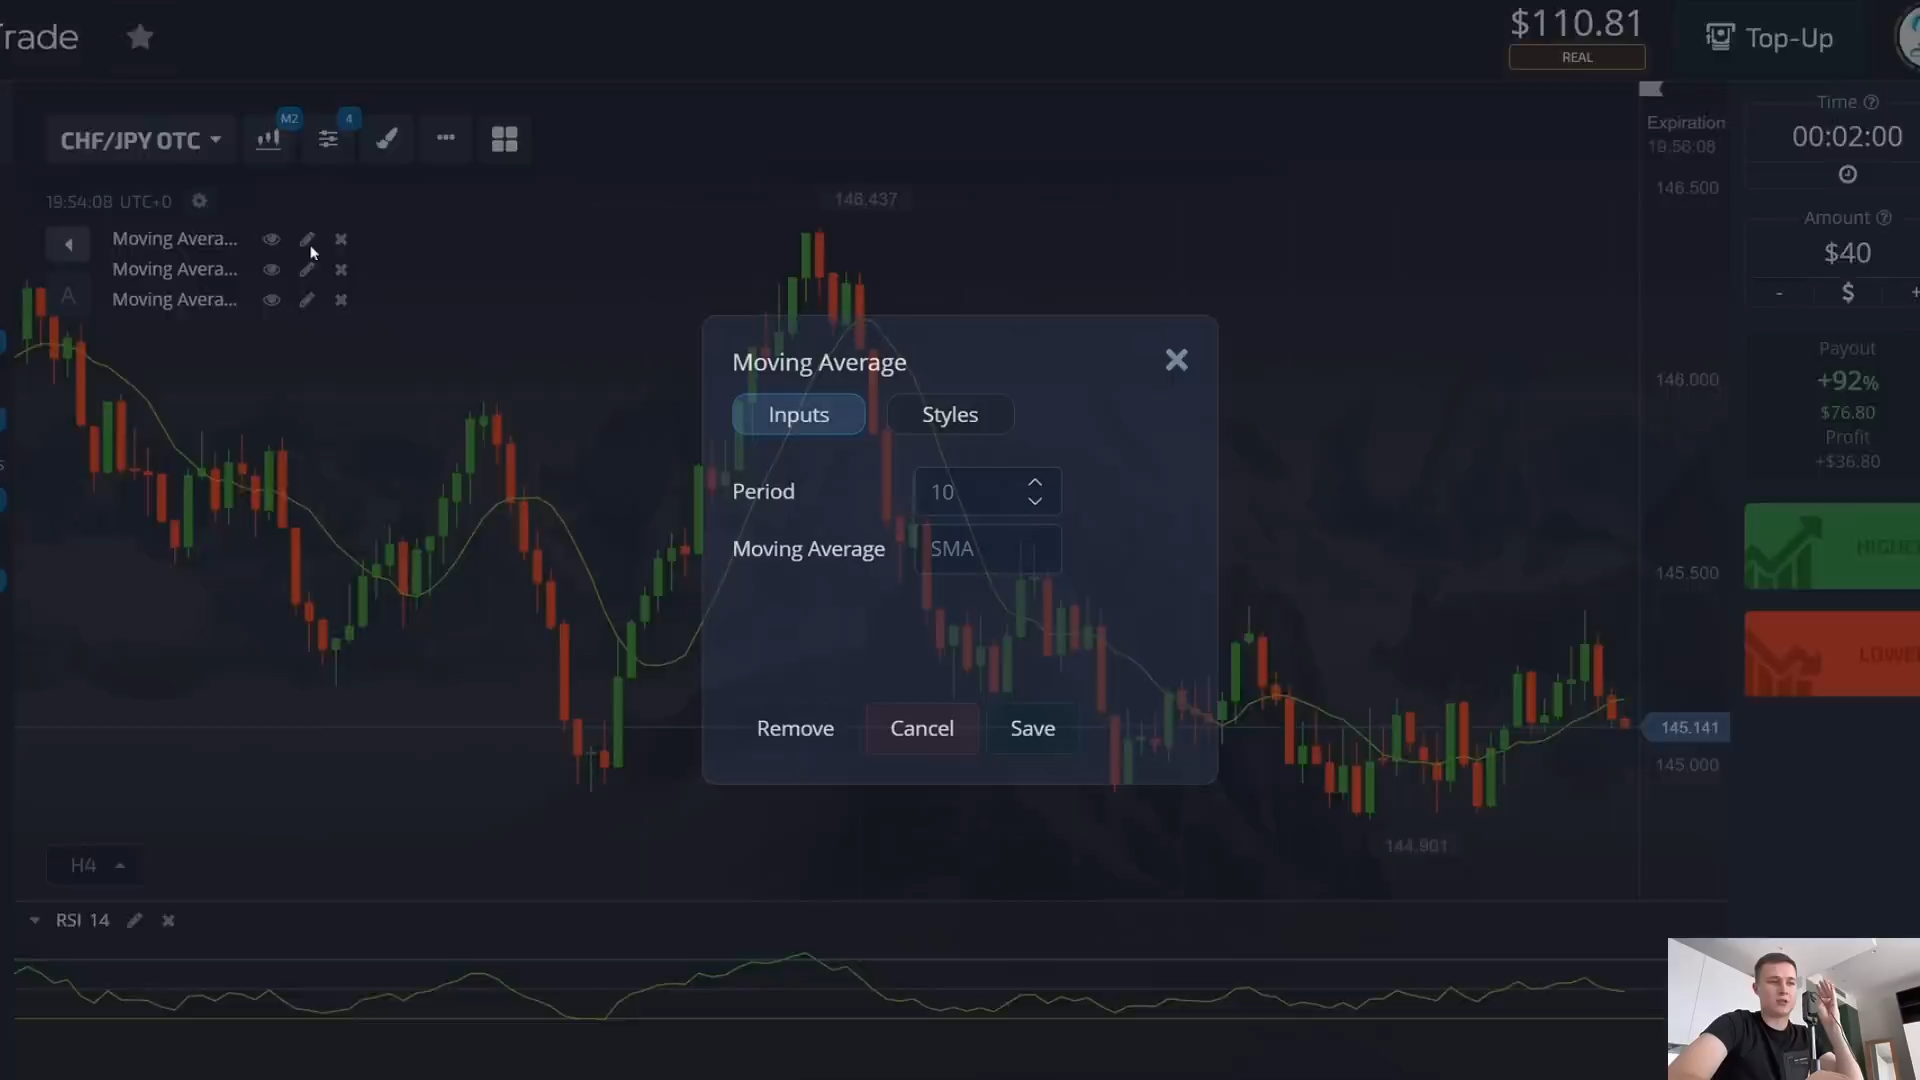 Trade
$110.81
REAL
Top-Up
CHF/JPY OTC
M2
4
19:54:08 UTC+0
Moving Avera...
Moving Avera...
Moving Avera...
A
146.437
Expiration
19:56:08
146.500
146.000
145.500
145.141
145.000
144.901
Time
00:02:00
Amount
$40
- $ +
Payout
+92%
$76.80
Profit
+$36.80
HIGHE
LOWE
Moving Average
Inputs
Styles
Period
10
Moving Average
SMA
Remove
Cancel
Save
H4
RSI 14